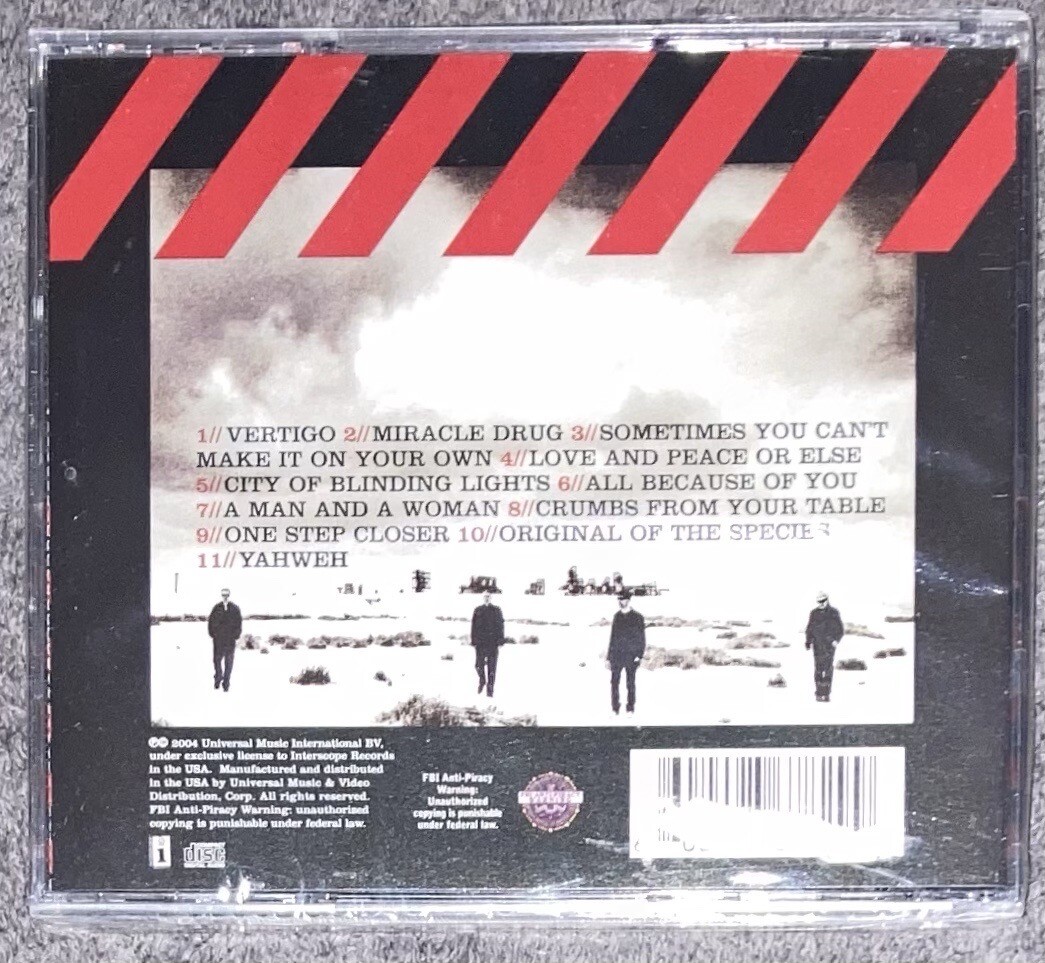 1// VERTIGO 2//MIRACLE DRUG 3//SOMETIMES YOU CAN'T
MAKE IT ON YOUR OWN 4//LOVE AND PEACE OR ELSE
5//CITY OF BLINDING LIGHTS 6//ALL BECAUSE OF YOU
7//A MAN AND A WOMAN 8//CRUMBS FROM YOUR TABLE
9//ONE STEP CLOSER 10//ORIGINAL OF THE SPECIES
11//YAHWEH
℗© 2004 Universal Music International BV,
under exclusive license to Interscope Records
in the USA. Manufactured and distributed
in the USA by Universal Music & Video
Distribution, Corp. All rights reserved.
FBI Anti-Piracy Warning: unauthorized
copying is punishable under federal law.
FBI Anti-Piracy
Warning:
Unauthorized
copying is punishable
under federal law.
i
COMPACT
disc